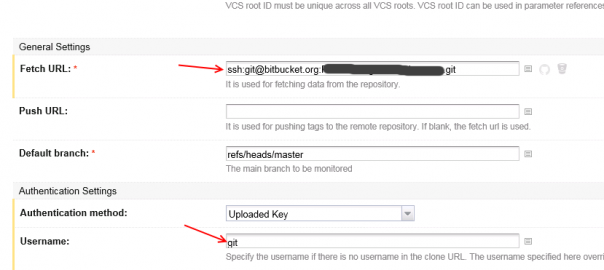 VCS root ID must be unique across all VCS roots. VCS root ID can be used in parameter references
General Settings
Fetch URL: * ssh:git@bitbucket.org: .git
It is used for fetching data from the repository.
Push URL:
It is used for pushing tags to the remote repository. If blank, the fetch url is used.
Default branch: * refs/heads/master
The main branch to be monitored
Authentication Settings
Authentication method: Uploaded Key
Username: git
Specify the username if there is no username in the clone URL. The username specified here overri